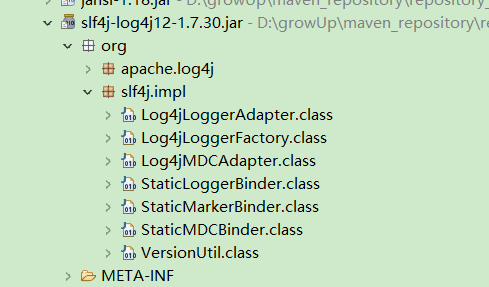 jansi-1.18.jar - D:\growUp\maven_repository\repository_
slf4j-log4j12-1.7.30.jar - D:\growUp\maven_repository\re
org
apache.log4j
slf4j.impl
Log4jLoggerAdapter.class
Log4jLoggerFactory.class
Log4jMDCAdapter.class
StaticLoggerBinder.class
StaticMarkerBinder.class
StaticMDCBinder.class
VersionUtil.class
META-INF